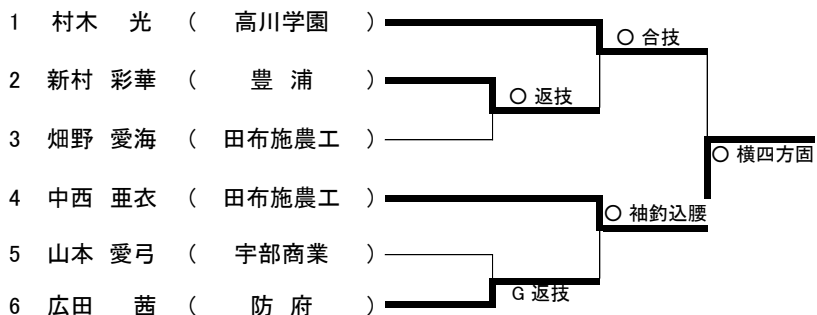 1 村木 光 ( 高川学園 )
○ 合技
2 新村 彩華 ( 豊 浦 )
○ 返技
3 畑野 愛海 ( 田布施農工 )
○ 横四方固
4 中西 亜衣 ( 田布施農工 )
○ 袖釣込腰
5 山本 愛弓 ( 宇部商業 )
G 返技
6 広田 茜 ( 防 府 )